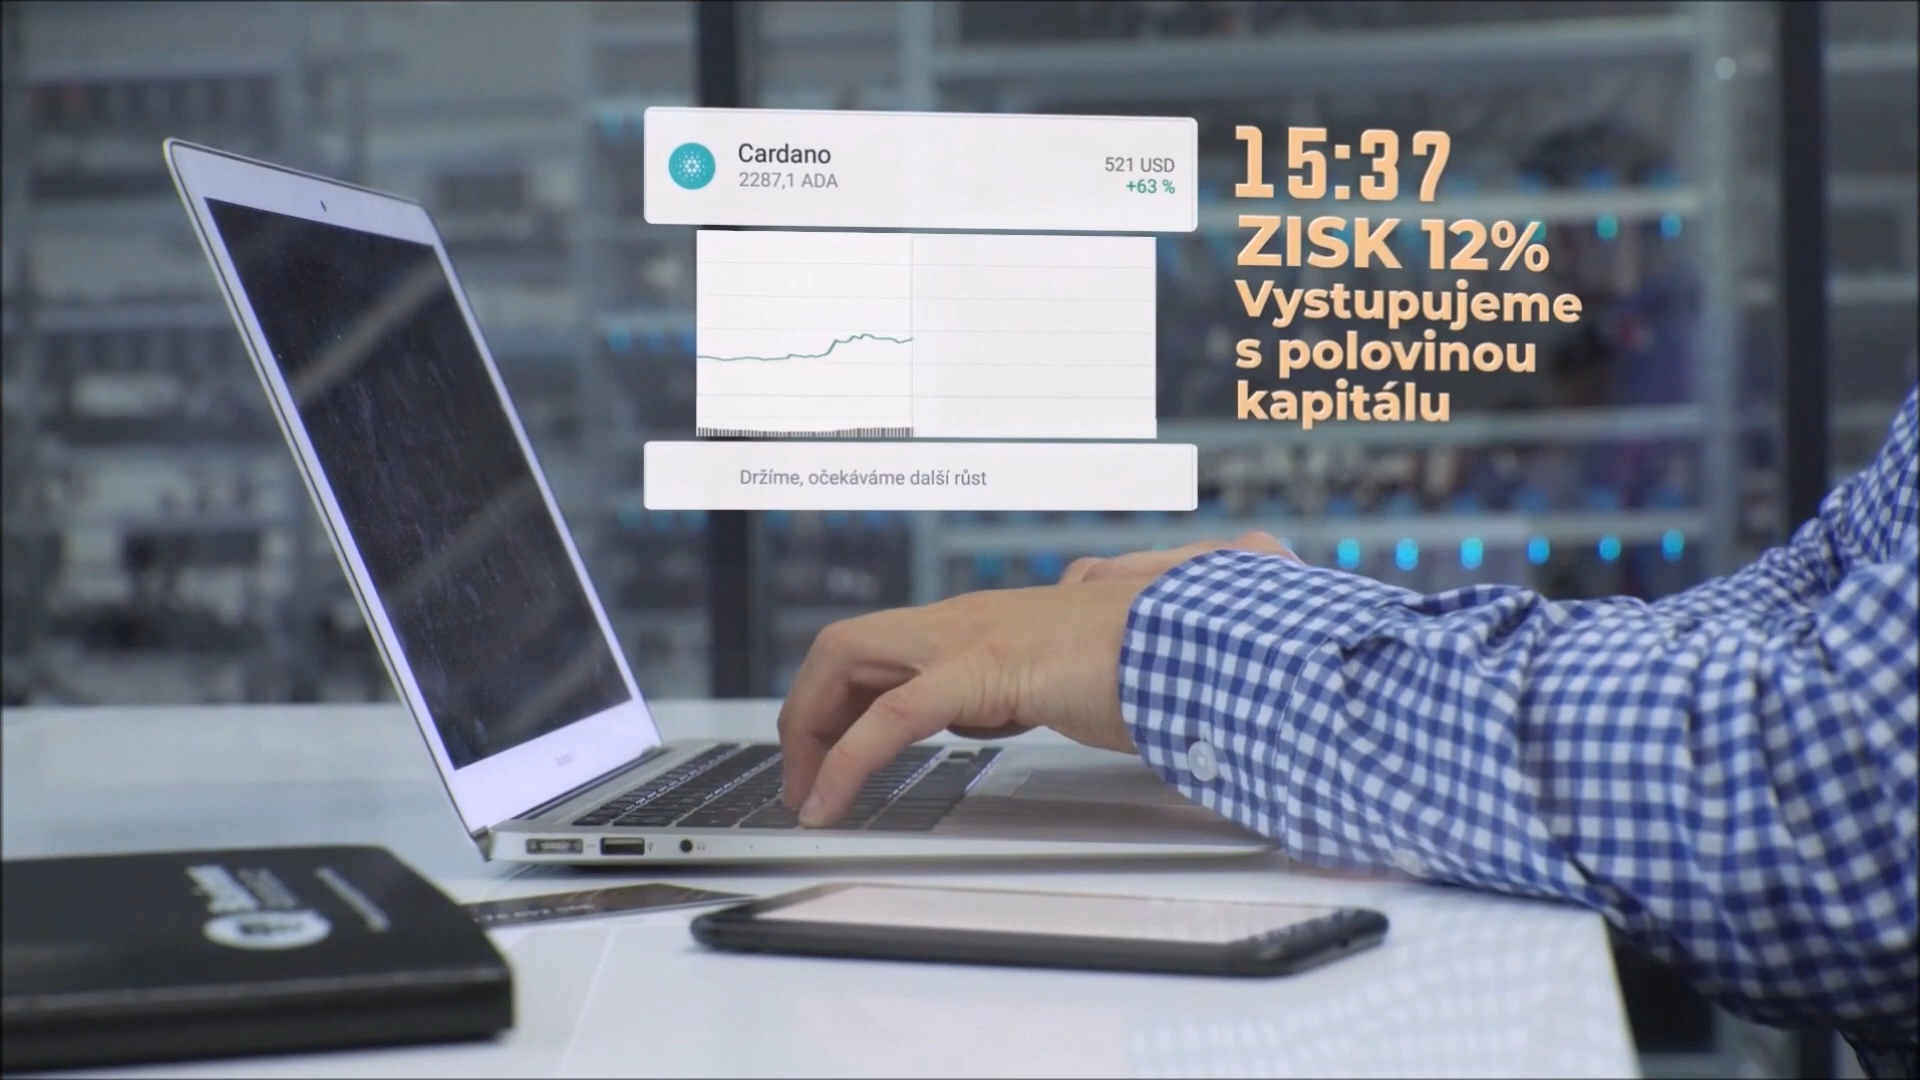 Cardano
2287,1 ADA
521 USD
+63 %
15:37
ZISK 12%
Vystupujeme
s polovinou
kapitálu
Držíme, očekáváme další růst